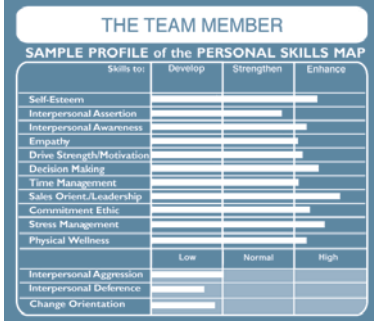 THE TEAM MEMBER
SAMPLE PROFILE of the PERSONAL SKILLS MAP
Skills to: Develop Strengthen Enhance
Self-Esteem
Interpersonal Assertion
Interpersonal Awareness
Empathy
Drive Strength/Motivation
Decision Making
Time Management
Sales Orient./Leadership
Commitment Ethic
Stress Management
Physical Wellness
Low Normal High
Interpersonal Aggression
Interpersonal Deference
Change Orientation